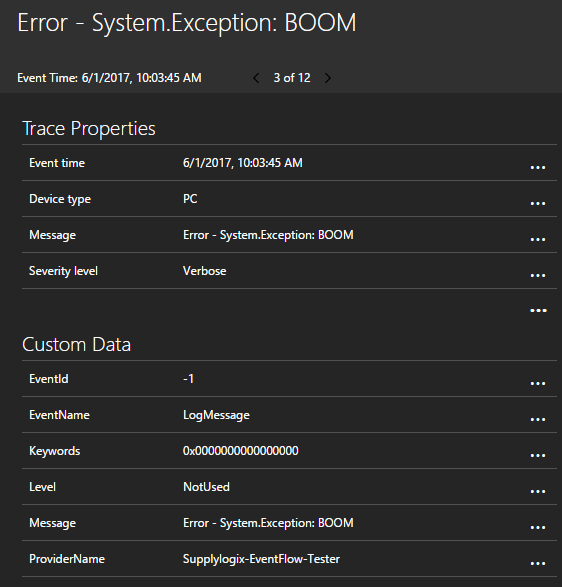 Error - System.Exception: BOOM
Event Time: 6/1/2017, 10:03:45 AM < 3 of 12 >
Trace Properties
Event time 6/1/2017, 10:03:45 AM ...
Device type PC ...
Message Error - System.Exception: BOOM ...
Severity level Verbose ...
...
Custom Data
EventId -1 ...
EventName LogMessage ...
Keywords 0x0000000000000000 ...
Level NotUsed ...
Message Error - System.Exception: BOOM ...
ProviderName Supplylogix-EventFlow-Tester ...